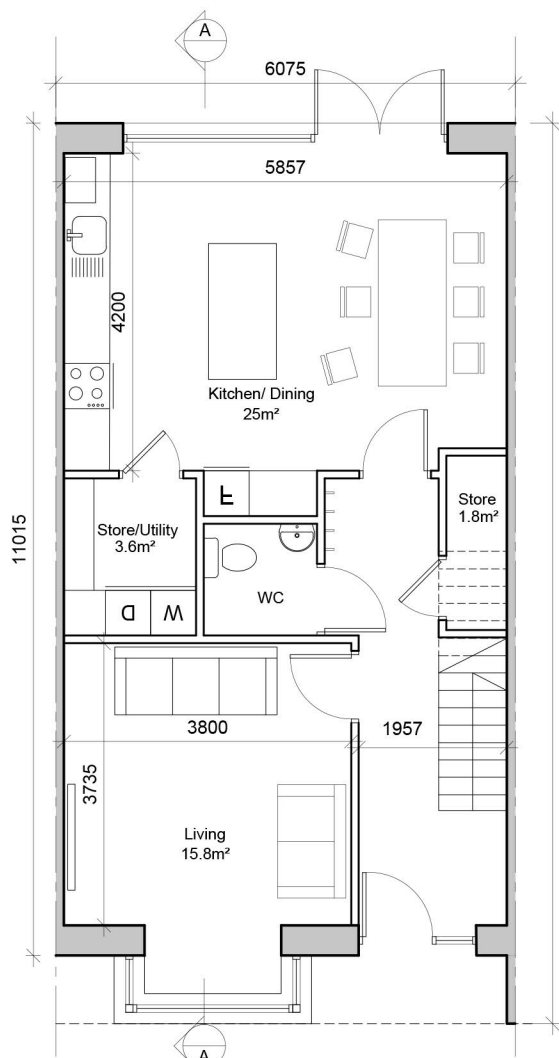 A
6075
5857
4200
Kitchen/ Dining
25m²
11015
F
Store/Utility
3.6m²
Store
1.8m²
WC
D
W
3800
1957
3735
Living
15.8m²
A